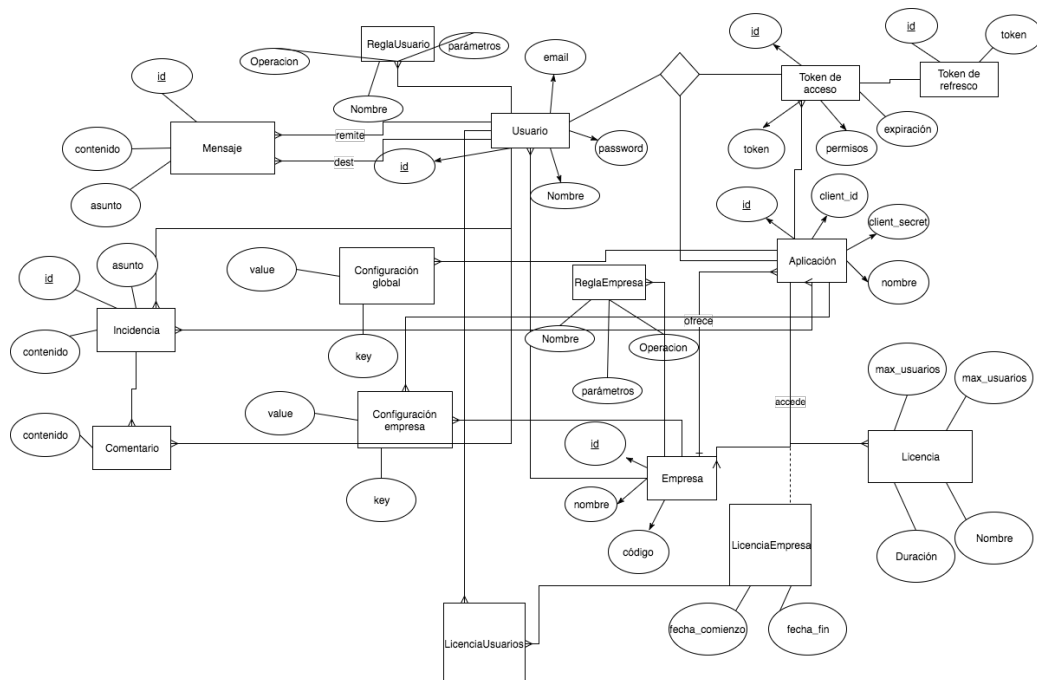 ReglaUsuario
parámetros
Operacion
Nombre
id
contenido
Mensaje
asunto
remite
dest
email
Usuario
password
id
Nombre
id
id
token
Token de
acceso
Token de
refresco
token
permisos
expiración
id
client_id
client_secret
Aplicación
nombre
id
asunto
Incidencia
contenido
value
Configuración
global
key
ReglaEmpresa
Nombre
Operacion
parámetros
ofrece
accede
max_usuarios
max_usuarios
Licencia
Duración
Nombre
contenido
Comentario
value
Configuración
empresa
key
id
Empresa
nombre
código
LicenciaEmpresa
fecha_comienzo
fecha_fin
LicenciaUsuarios